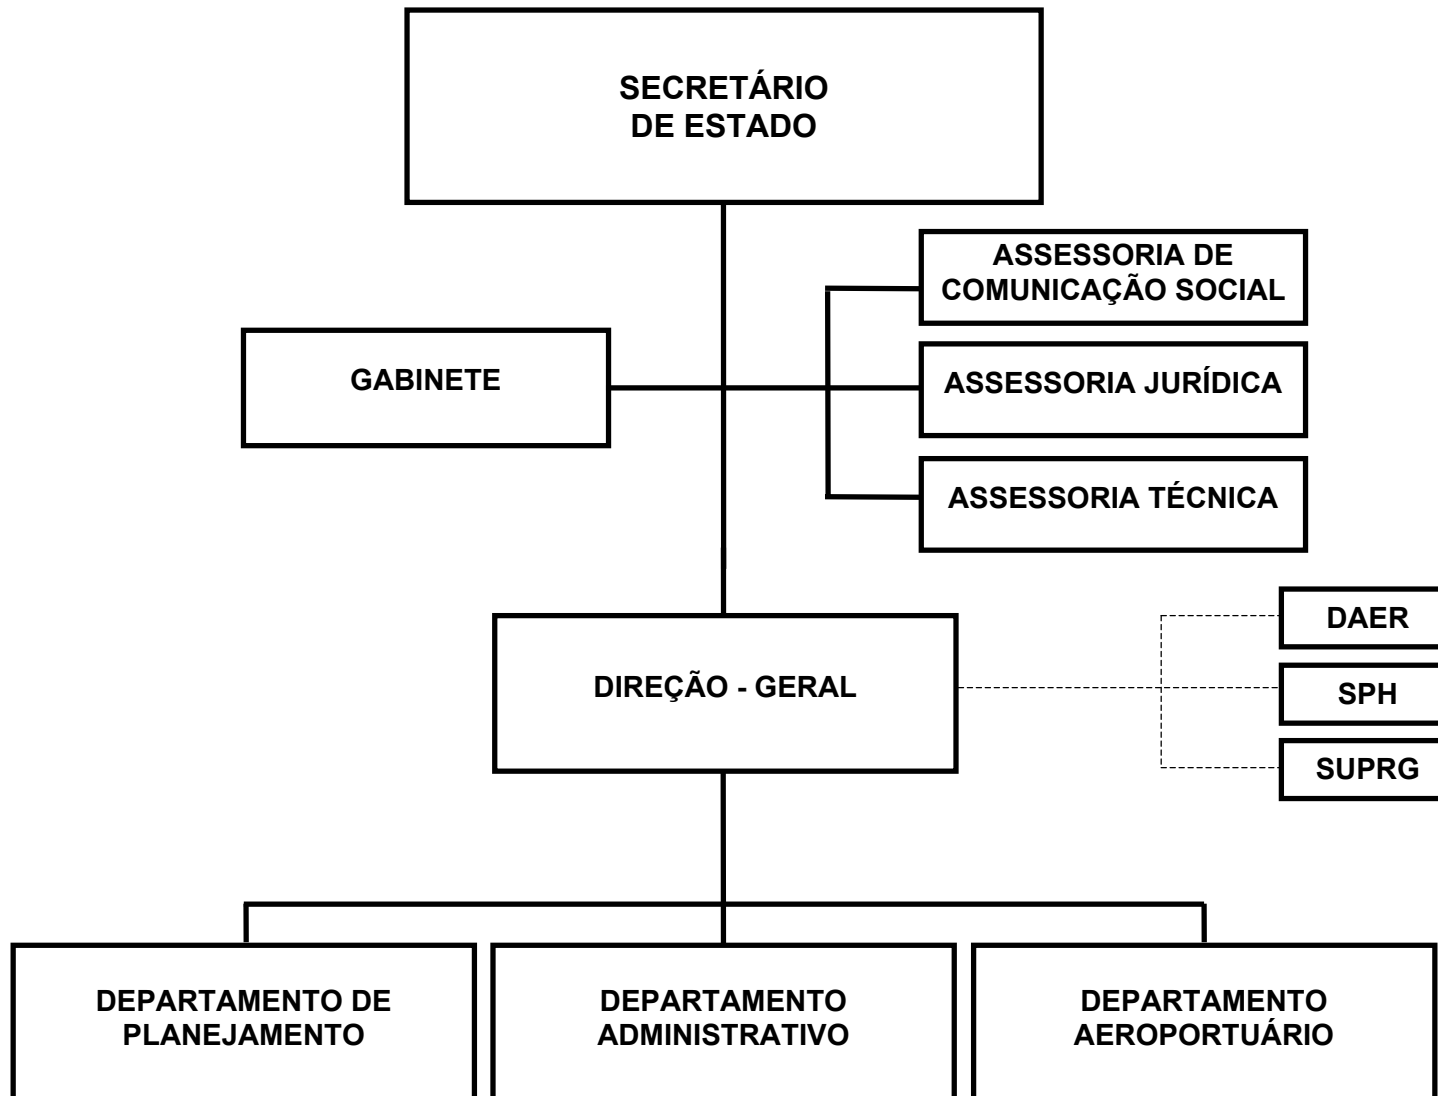 SECRETÁRIO
DE ESTADO
ASSESSORIA DE
COMUNICAÇÃO SOCIAL
GABINETE
ASSESSORIA JURÍDICA
ASSESSORIA TÉCNICA
DAER
DIREÇÃO - GERAL
SPH
SUPRG
DEPARTAMENTO DE
PLANEJAMENTO
DEPARTAMENTO
ADMINISTRATIVO
DEPARTAMENTO
AEROPORTUÁRIO